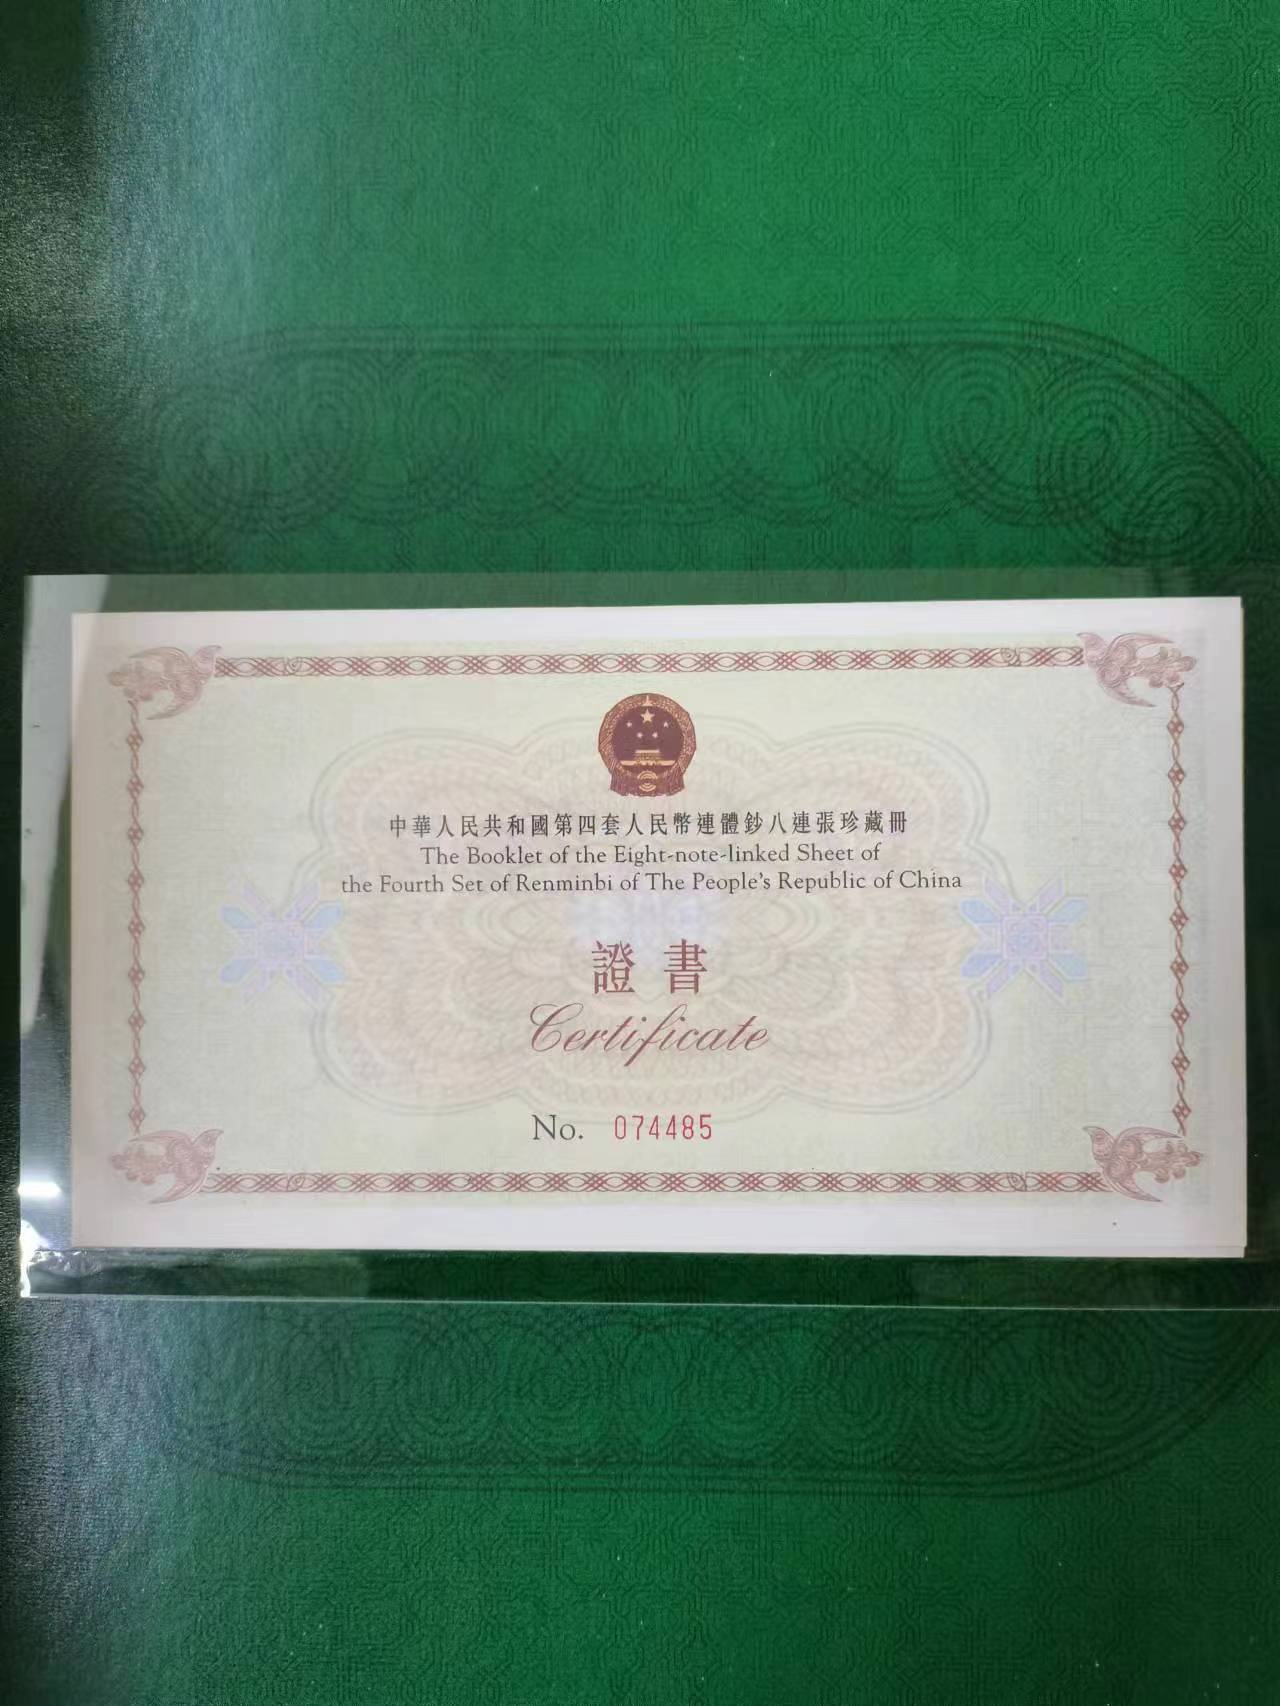 中華人民共和國第四套人民幣連體鈔八連張珍藏冊
The Booklet of the Eight-note-linked Sheet of
the Fourth Set of Renminbi of The People's Republic of China
證書
Certificate
No. 074485